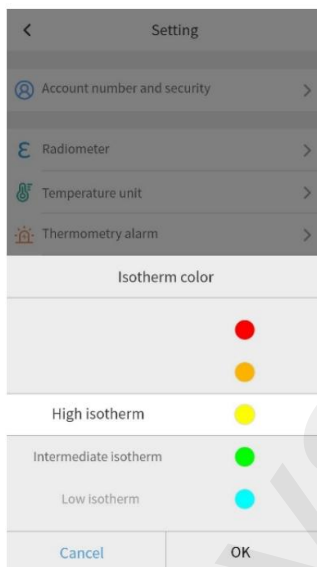 Setting
Account number and security
Radiometer
Temperature unit
Thermometry alarm
Isotherm color
High isotherm
Intermediate isotherm
Low isotherm
Cancel OK